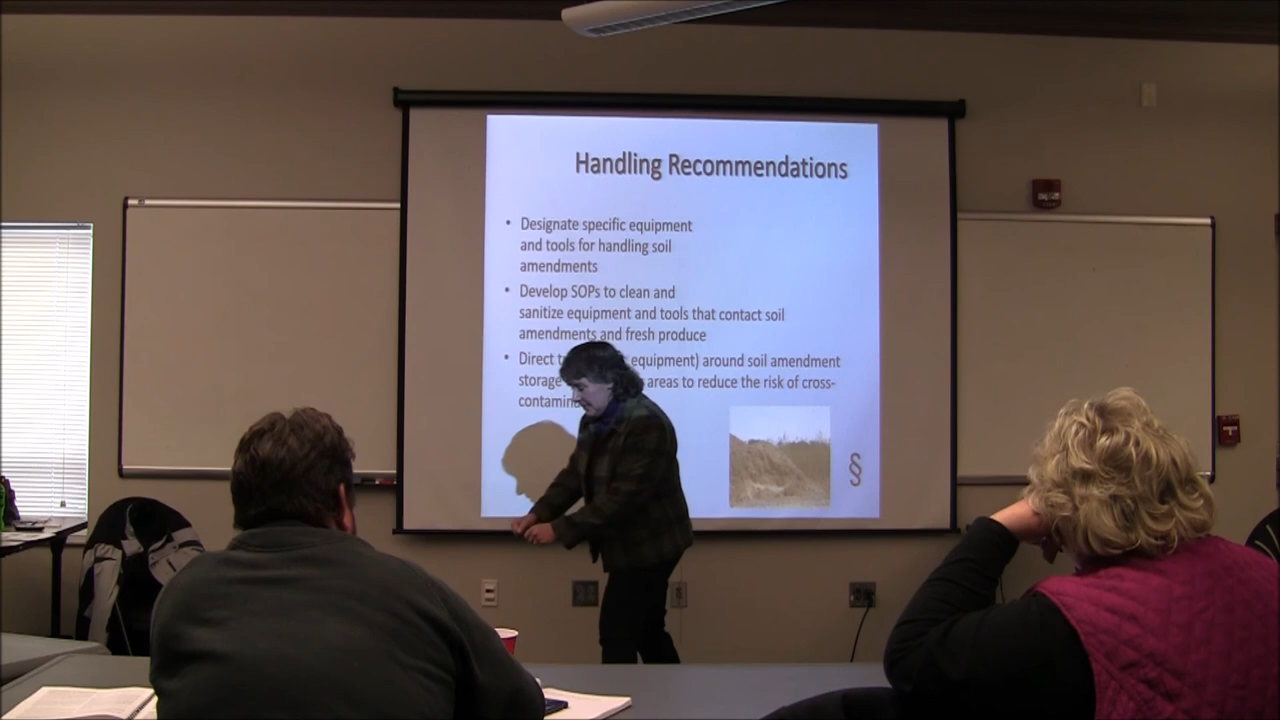 Handling Recommendations
• Designate specific equipment
and tools for handling soil
amendments
• Develop SOPs to clean and
sanitize equipment and tools that contact soil
amendments and fresh produce
• Direct equipment) around soil amendment
storage areas to reduce the risk of cross-
§